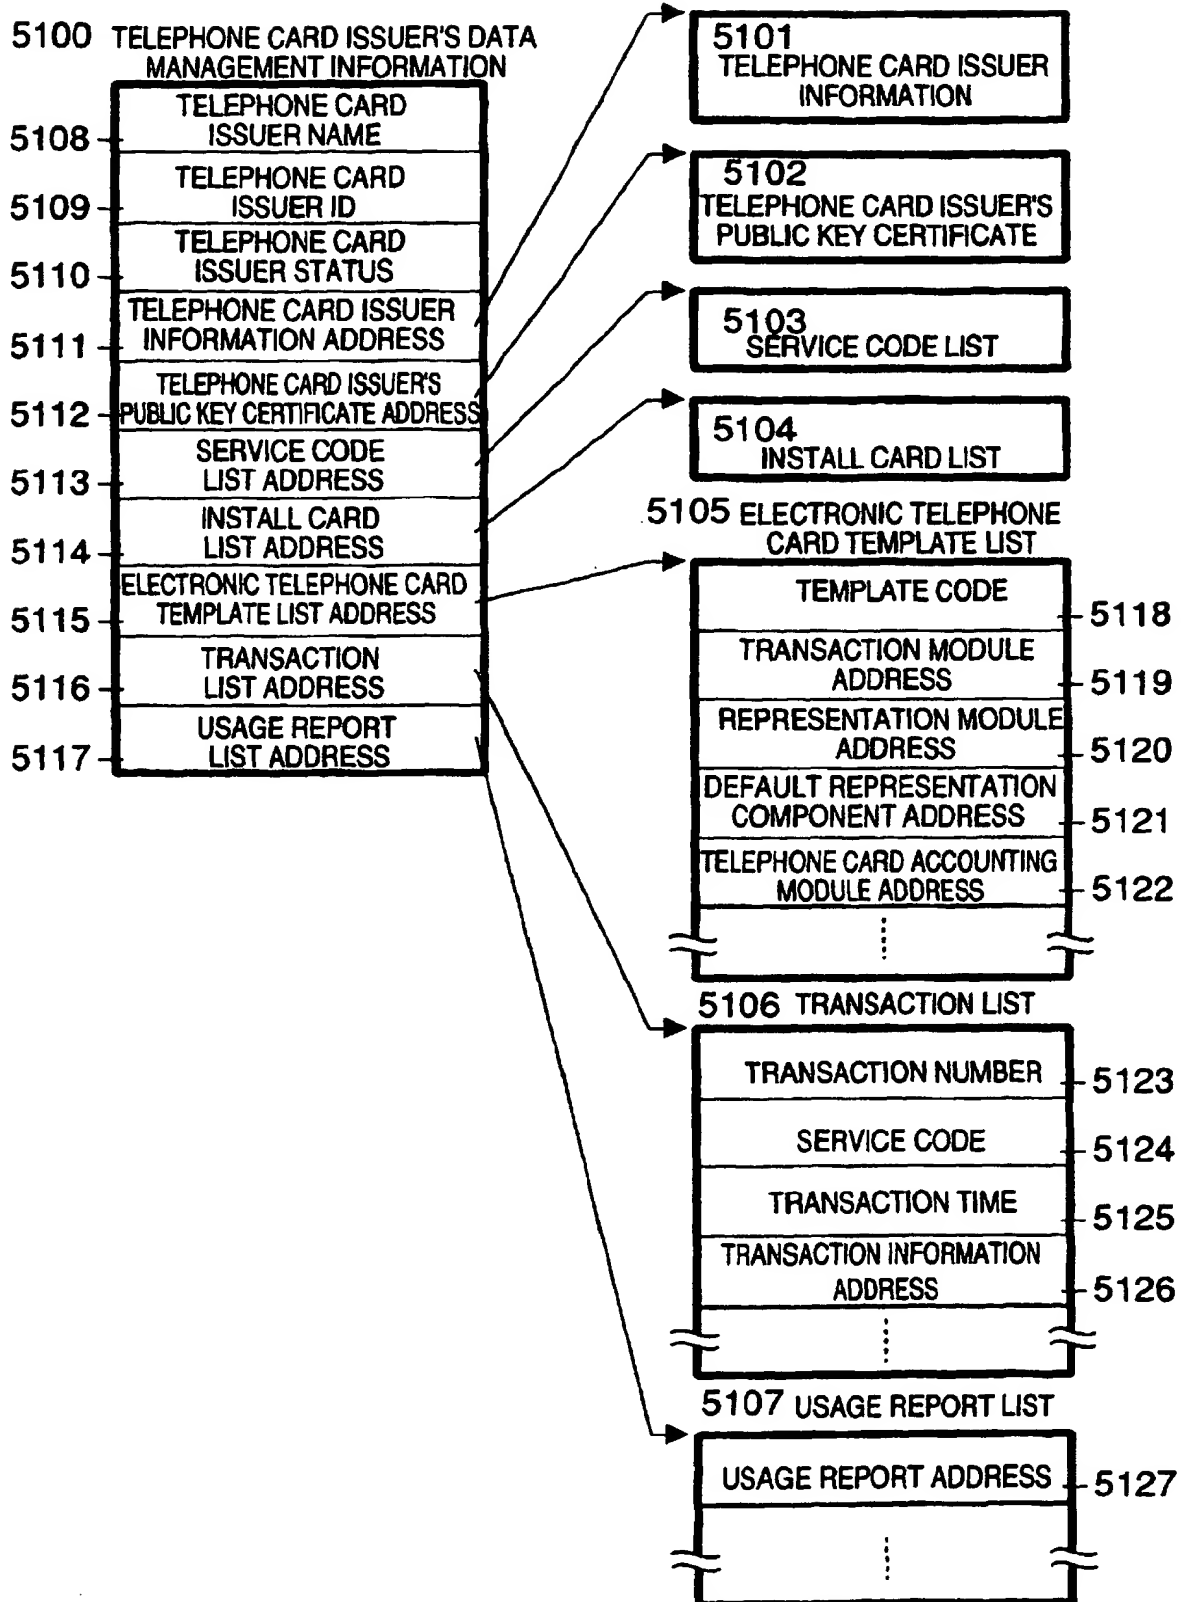 5100 TELEPHONE CARD ISSUER'S DATA
MANAGEMENT INFORMATION
TELEPHONE CARD
ISSUER NAME
5108
TELEPHONE CARD
ISSUER ID
5109
TELEPHONE CARD
ISSUER STATUS
5110
TELEPHONE CARD ISSUER
INFORMATION ADDRESS
5111
TELEPHONE CARD ISSUER'S
PUBLIC KEY CERTIFICATE ADDRESS
5112
SERVICE CODE
LIST ADDRESS
5113
INSTALL CARD
LIST ADDRESS
5114
ELECTRONIC TELEPHONE CARD
TEMPLATE LIST ADDRESS
5115
TRANSACTION
LIST ADDRESS
5116
USAGE REPORT
LIST ADDRESS
5117
5101
TELEPHONE CARD ISSUER
INFORMATION
5102
TELEPHONE CARD ISSUER'S
PUBLIC KEY CERTIFICATE
5103
SERVICE CODE LIST
5104
INSTALL CARD LIST
5105 ELECTRONIC TELEPHONE
CARD TEMPLATE LIST
TEMPLATE CODE
5118
TRANSACTION MODULE
ADDRESS
5119
REPRESENTATION MODULE
ADDRESS
5120
DEFAULT REPRESENTATION
COMPONENT ADDRESS
5121
TELEPHONE CARD ACCOUNTING
MODULE ADDRESS
5122
5106 TRANSACTION LIST
TRANSACTION NUMBER
5123
SERVICE CODE
5124
TRANSACTION TIME
5125
TRANSACTION INFORMATION
ADDRESS
5126
5107 USAGE REPORT LIST
USAGE REPORT ADDRESS
5127